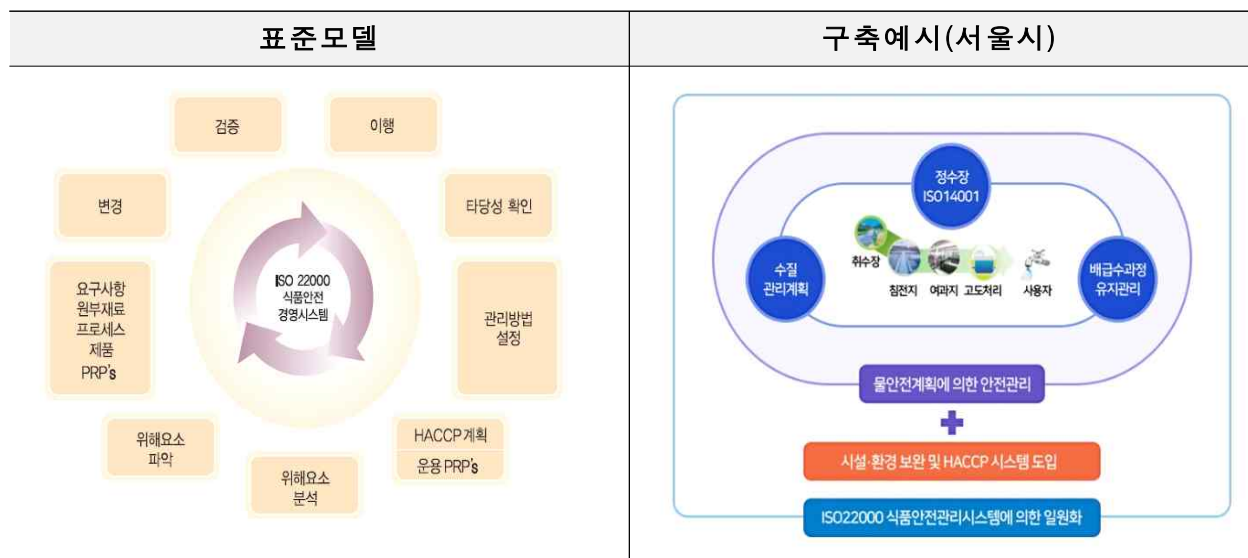 표준모델
구축예시(서울시)
검증
이행
변경
타당성 확인
요구사항
원부재료
프로세스
제품
PRP's
ISO 22000
식품안전
경영시스템
관리방법
설정
위해요소
파악
위해요소
분석
HACCP 계획
운용 PRP's
정수장
ISO14001
수질
관리계획
취수장
침전지
여과지
고도처리
사용자
배급수과정
유지관리
물안전계획에 의한 안전관리
+
시설·환경 보완 및 HACCP 시스템 도입
ISO22000 식품안전관리시스템에 의한 일원화